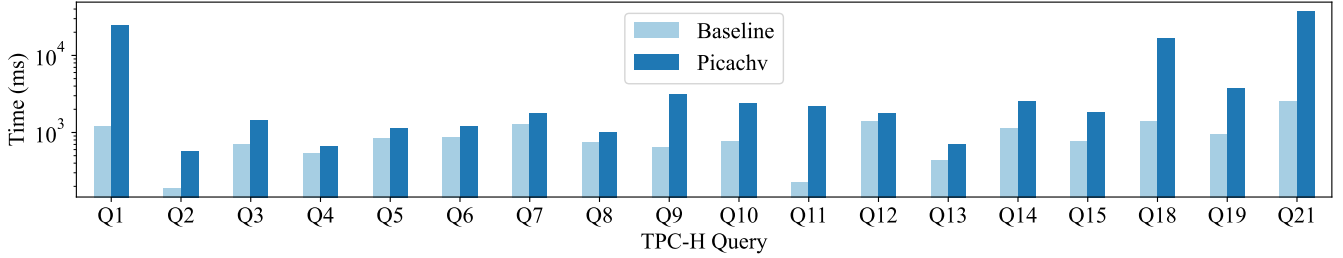 Time (ms)
10^4
10^3
Baseline
Picachv
Q1 Q2 Q3 Q4 Q5 Q6 Q7 Q8 Q9 Q10 Q11 Q12 Q13 Q14 Q15 Q18 Q19 Q21
TPC-H Query